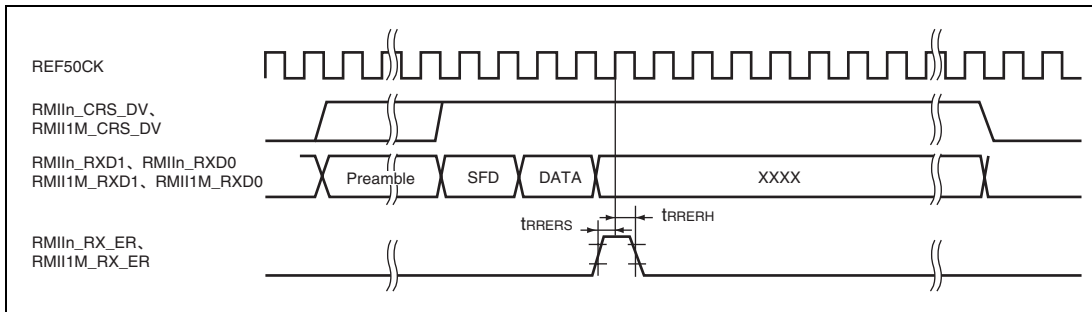 REF50CK
RMIIn_CRS_DV、
RMII1M_CRS_DV
RMIIn_RXD1、RMIIn_RXD0
RMII1M_RXD1、RMII1M_RXD0
Preamble
SFD
DATA
XXXX
tRRERS
tRRERH
RMIIn_RX_ER、
RMII1M_RX_ER